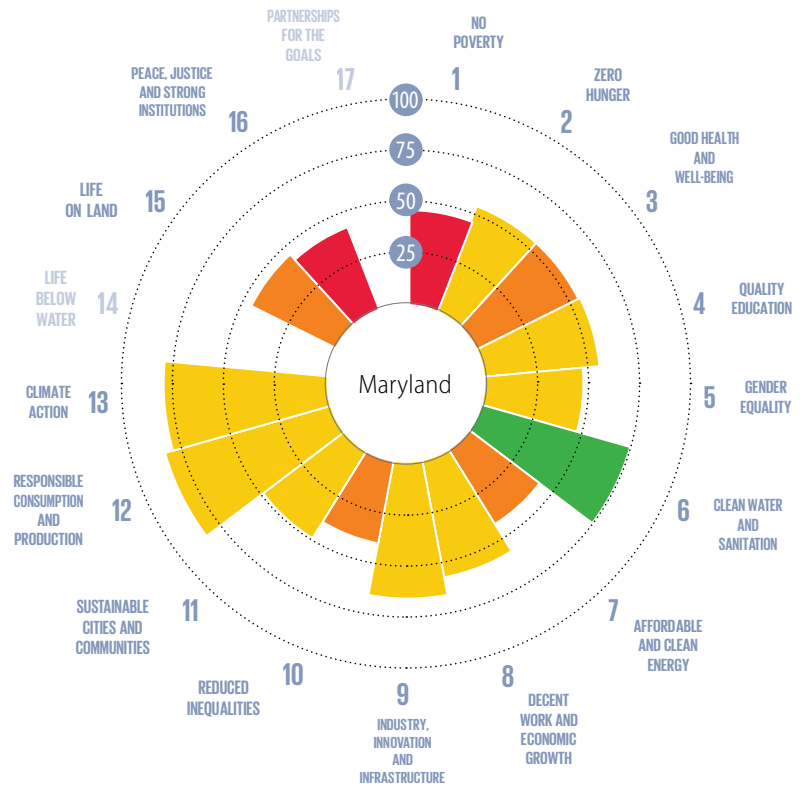 NO
POVERTY
1
ZERO
HUNGER
2
GOOD HEALTH
AND
WELL-BEING
3
QUALITY
EDUCATION
4
GENDER
EQUALITY
5
CLEAN WATER
AND
SANITATION
6
AFFORDABLE
AND CLEAN
ENERGY
7
DECENT
WORK AND
ECONOMIC
GROWTH
8
INDUSTRY,
INNOVATION
AND
INFRASTRUCTURE
9
REDUCED
INEQUALITIES
10
SUSTAINABLE
CITIES AND
COMMUNITIES
11
RESPONSIBLE
CONSUMPTION
AND
PRODUCTION
12
CLIMATE
ACTION
13
LIFE
BELOW
WATER
14
LIFE
ON LAND
15
PEACE, JUSTICE
AND STRONG
INSTITUTIONS
16
PARTNERSHIPS
FOR THE
GOALS
17
100
75
50
25
Maryland